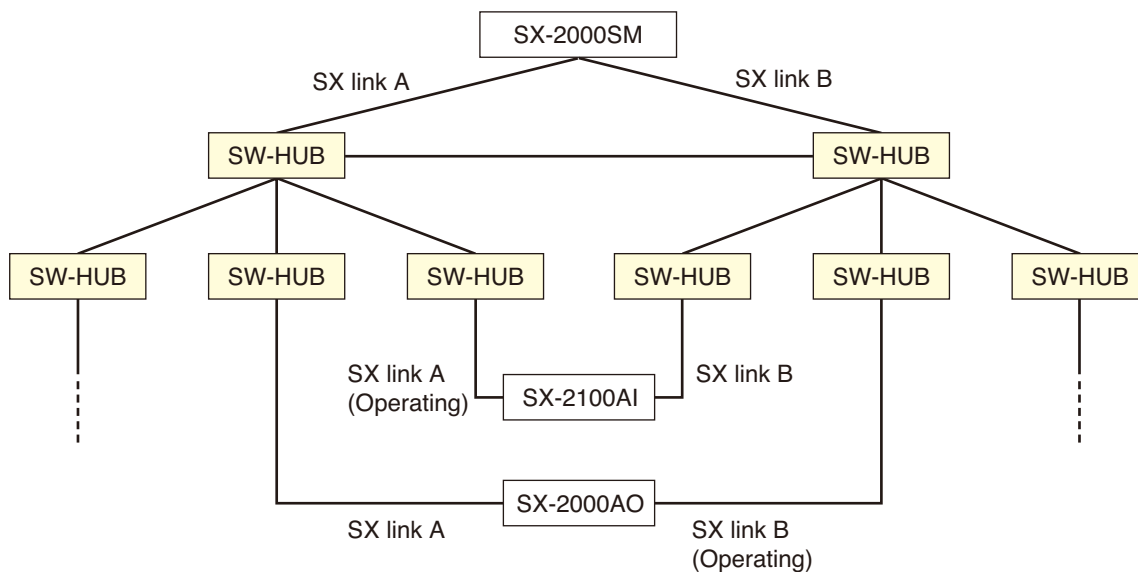 SX-2000SM
SX link A
SX link B
SW-HUB
SW-HUB
SW-HUB
SW-HUB
SW-HUB
SW-HUB
SW-HUB
SW-HUB
SX link A
(Operating)
SX-2100AI
SX link B
SX-2000AO
SX link A
SX link B
(Operating)